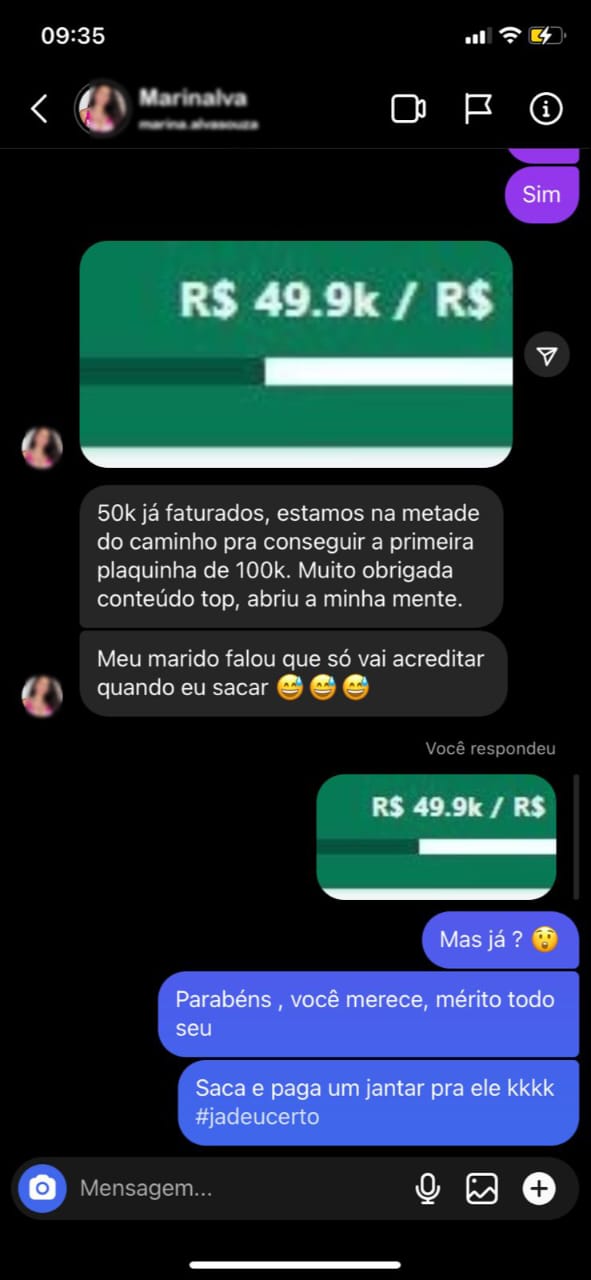 09:35
Marinalva
marina.alvasouza
Sim
R$ 49.9k / R$
50k já faturados, estamos na metade
do caminho pra conseguir a primeira
plaquinha de 100k. Muito obrigada
conteúdo top, abriu a minha mente.
Meu marido falou que só vai acreditar
quando eu sacar 😅😅😅
Você respondeu
R$ 49.9k / R$
Mas já ? 😲
Parabéns , você merece, mérito todo
seu
Saca e paga um jantar pra ele kkkk
#jadeucerto
Mensagem...